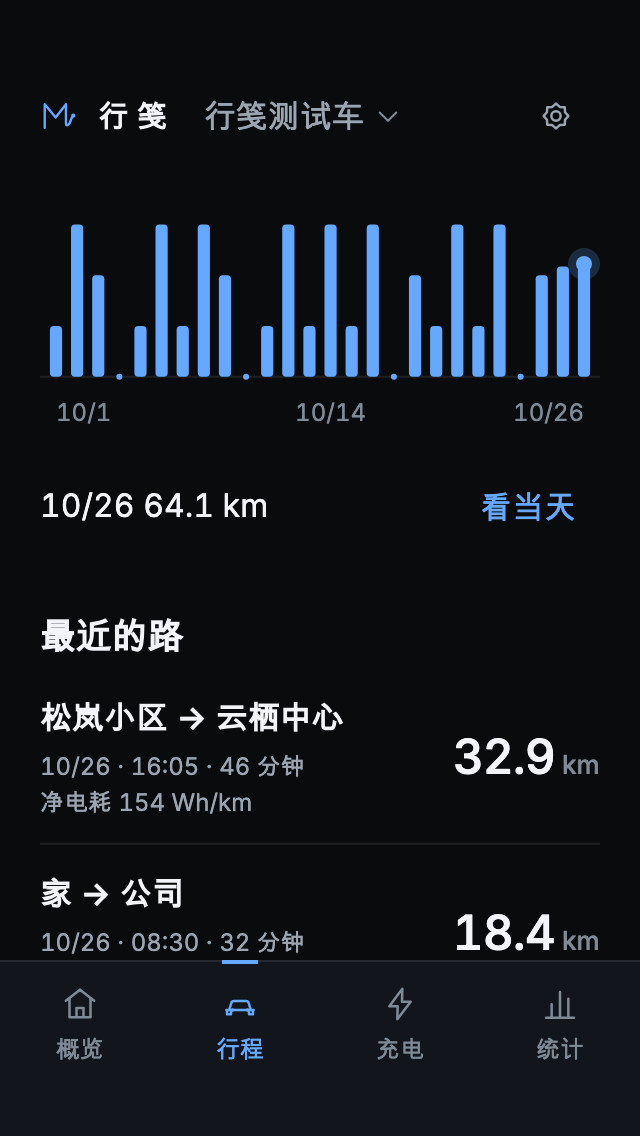 行笺 行笺测试车
10/1 10/14 10/26
10/26 64.1 km 看当天
最近的路
松岚小区 → 云栖中心
32.9 km
10/26 · 16:05 · 46 分钟
净电耗 154 Wh/km
家 → 公司
18.4 km
10/26 · 08:30 · 32 分钟
概览 行程 充电 统计